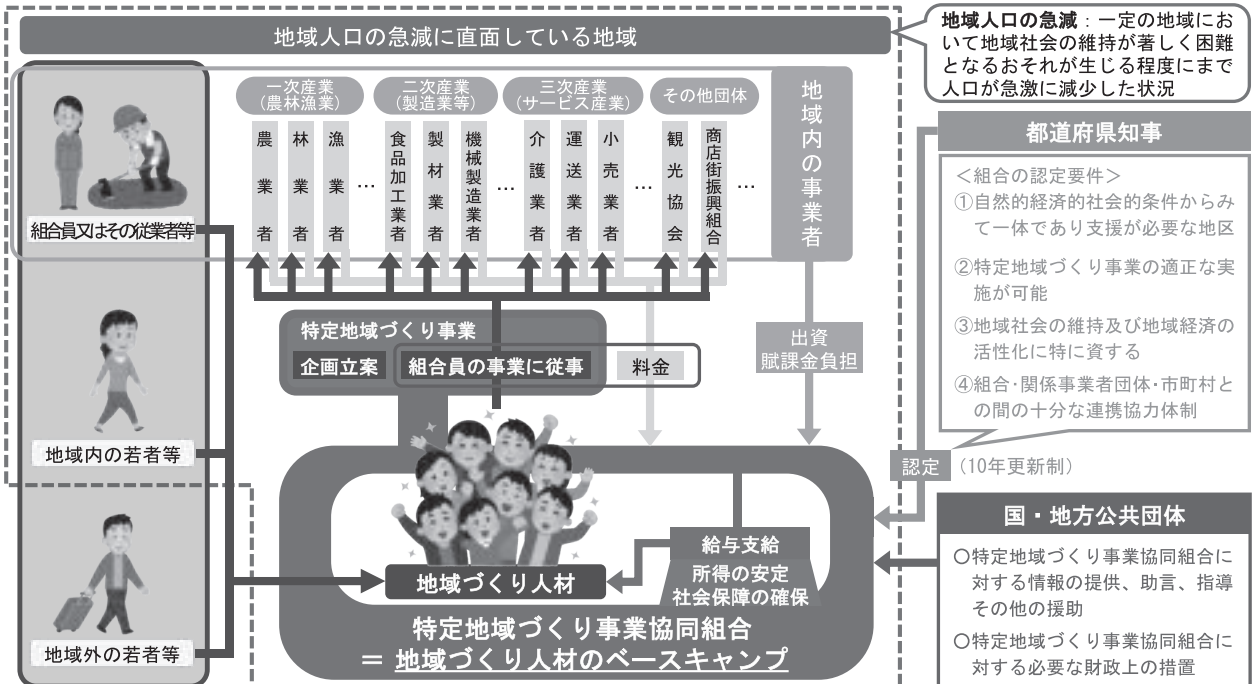 地域人口の急減に直面している地域
地域人口の急減：一定の地域にお
いて地域社会の維持が著しく困難
となるおそれが生じる程度にまで
人口が急激に減少した状況
組合員又はその従業者等
地域内の若者等
地域外の若者等
一次産業
（農林漁業）
二次産業
（製造業等）
三次産業
（サービス産業）
その他団体
農業者
林業者
漁業者
…
食品加工業者
製材業者
機械製造業者
…
介護業者
運送業者
小売業者
…
観光協会
商店街振興組合
…
地域内の事業者
特定地域づくり事業
企画立案
組合員の事業に従事
料金
出資
賦課金負担
地域づくり人材
給与支給
所得の安定
社会保障の確保
特定地域づくり事業協同組合
＝ 地域づくり人材のベースキャンプ
都道府県知事
＜組合の認定要件＞
①自然的経済的社会的条件からみ
て一体であり支援が必要な地区
②特定地域づくり事業の適正な実
施が可能
③地域社会の維持及び地域経済の
活性化に特に資する
④組合・関係事業者団体・市町村と
の間の十分な連携協力体制
認定
（10年更新制）
国・地方公共団体
○特定地域づくり事業協同組合に
対する情報の提供、助言、指導
その他の援助
○特定地域づくり事業協同組合に
対する必要な財政上の措置